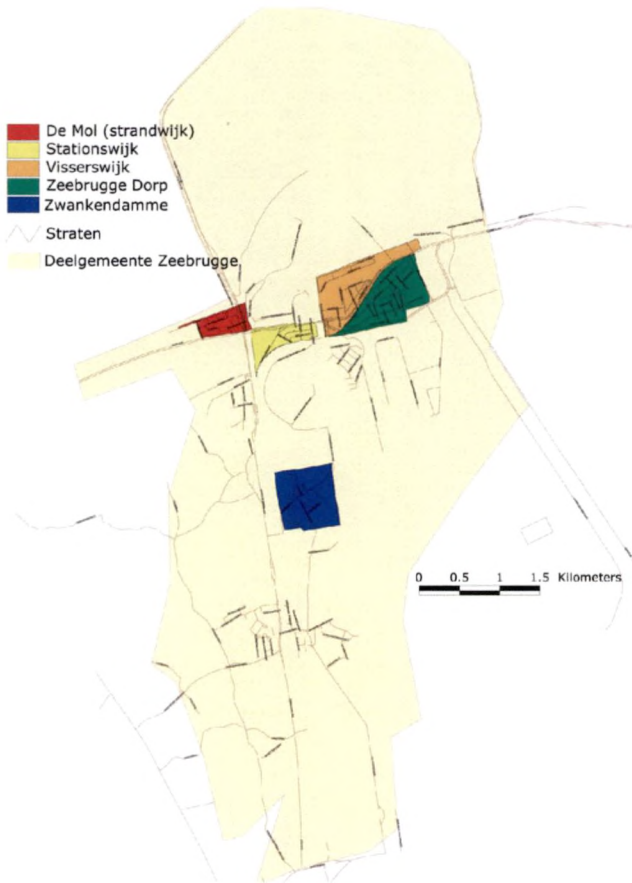 De Mol (strandwijk)
Stationswijk
Visserswijk
Zeebrugge Dorp
Zwankendamme
Straten
Deelgemeente Zeebrugge
0 0.5 1 1.5 Kilometers